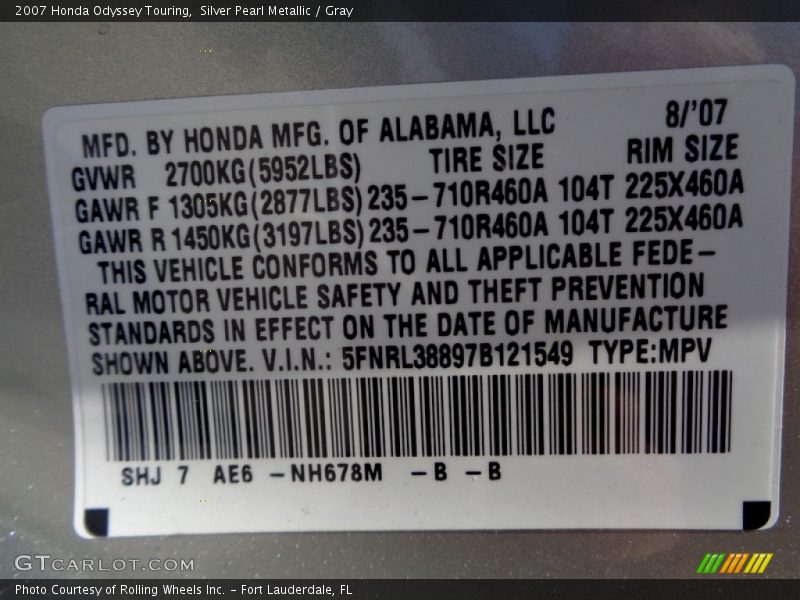 2007 Honda Odyssey Touring,  Silver Pearl Metallic / Gray
MFD. BY HONDA MFG. OF ALABAMA, LLC 8/'07
GVWR 2700KG(5952LBS) TIRE SIZE RIM SIZE
GAWR F 1305KG(2877LBS) 235-710R460A 104T 225X460A
GAWR R 1450KG(3197LBS) 235-710R460A 104T 225X460A
THIS VEHICLE CONFORMS TO ALL APPLICABLE FEDE-
RAL MOTOR VEHICLE SAFETY AND THEFT PREVENTION
STANDARDS IN EFFECT ON THE DATE OF MANUFACTURE
SHOWN ABOVE. V.I.N.: 5FNRL38897B121549 TYPE:MPV
SHJ 7 AE6 -NH678M -B -B
GTCARLOT.COM
Photo Courtesy of Rolling Wheels Inc. - Fort Lauderdale, FL